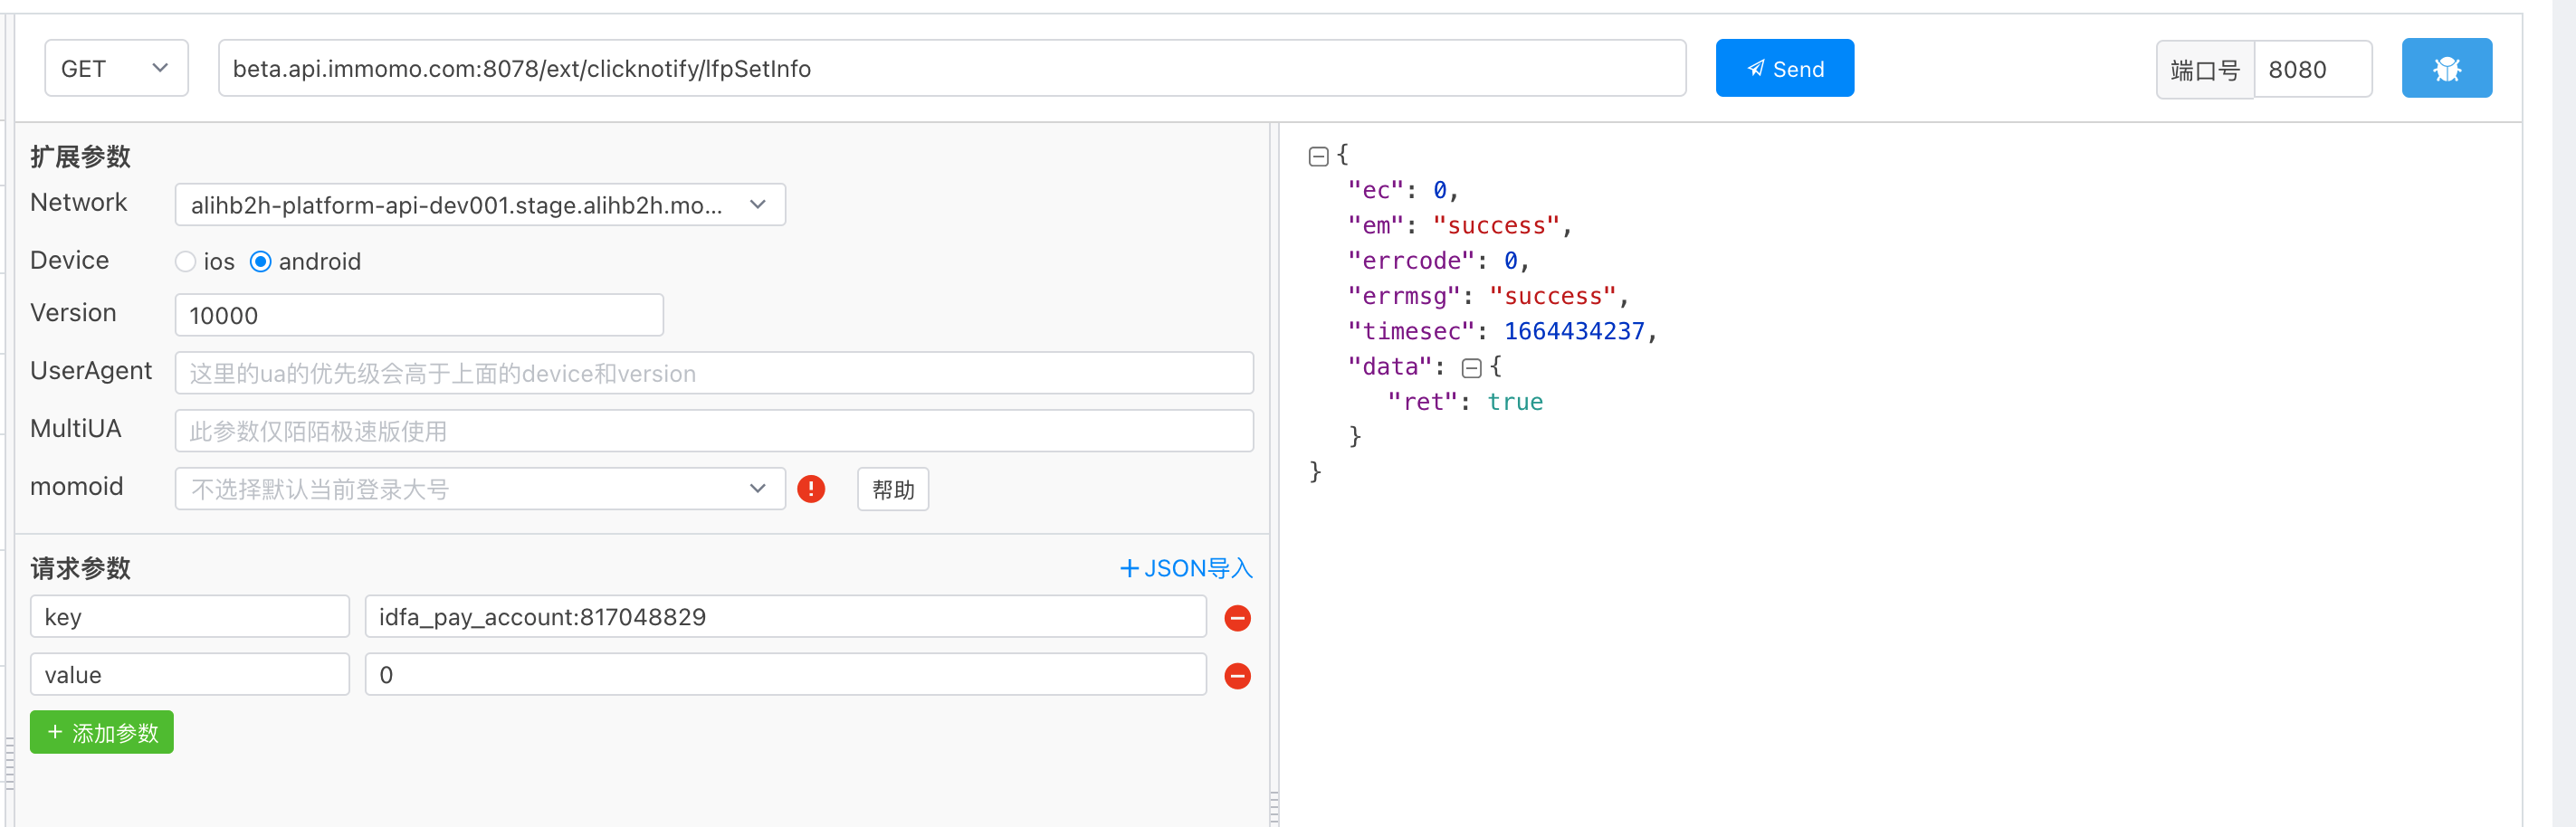 GET
beta.api.immomo.com:8078/ext/clicknotify/lfpSetInfo
Send
端口号
8080
扩展参数
Network
alihb2h-platform-api-dev001.stage.alihb2h.mo...
Device
ios
android
Version
10000
UserAgent
这里的ua的优先级会高于上面的device和version
MultiUA
此参数仅陌陌极速版使用
momoid
不选择默认当前登录大号
帮助
请求参数
+JSON导入
key
idfa_pay_account:817048829
value
0
+ 添加参数
{
"ec": 0,
"em": "success",
"errcode": 0,
"errmsg": "success",
"timesec": 1664434237,
"data": {
"ret": true
}
}